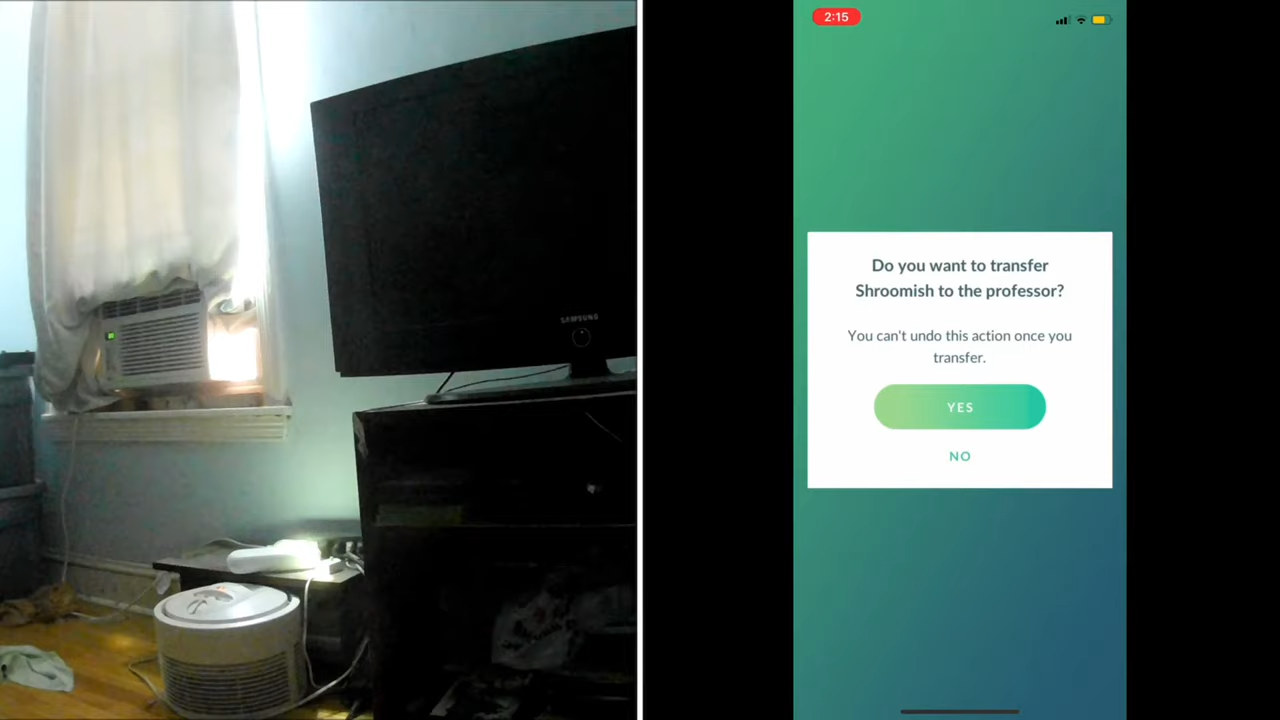 SAMSUNG
2:15
Do you want to transfer
Shroomish to the professor?
You can't undo this action once you
transfer.
YES
NO